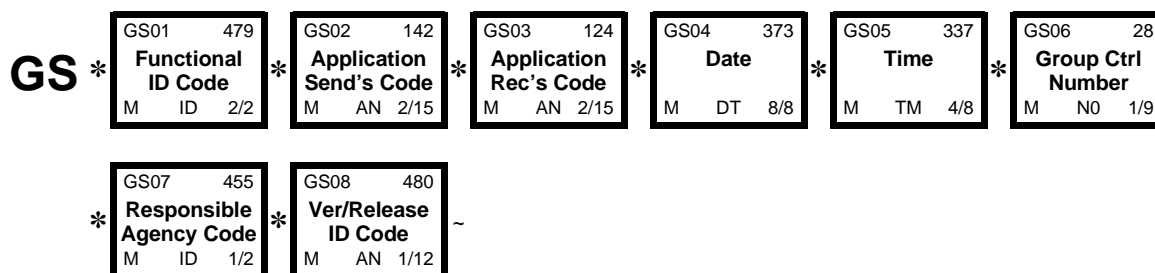 GS01 479 GS02 142 GS03 124 GS04 373 GS05 337 GS06 28
GS * Functional * Application * Application * Date * Time * Group Ctrl
ID Code Send's Code Rec's Code Number
M ID 2/2 M AN 2/15 M AN 2/15 M DT 8/8 M TM 4/8 M N0 1/9
GS07 455 GS08 480
* Responsible * Ver/Release ~
Agency Code ID Code
M ID 1/2 M AN 1/12